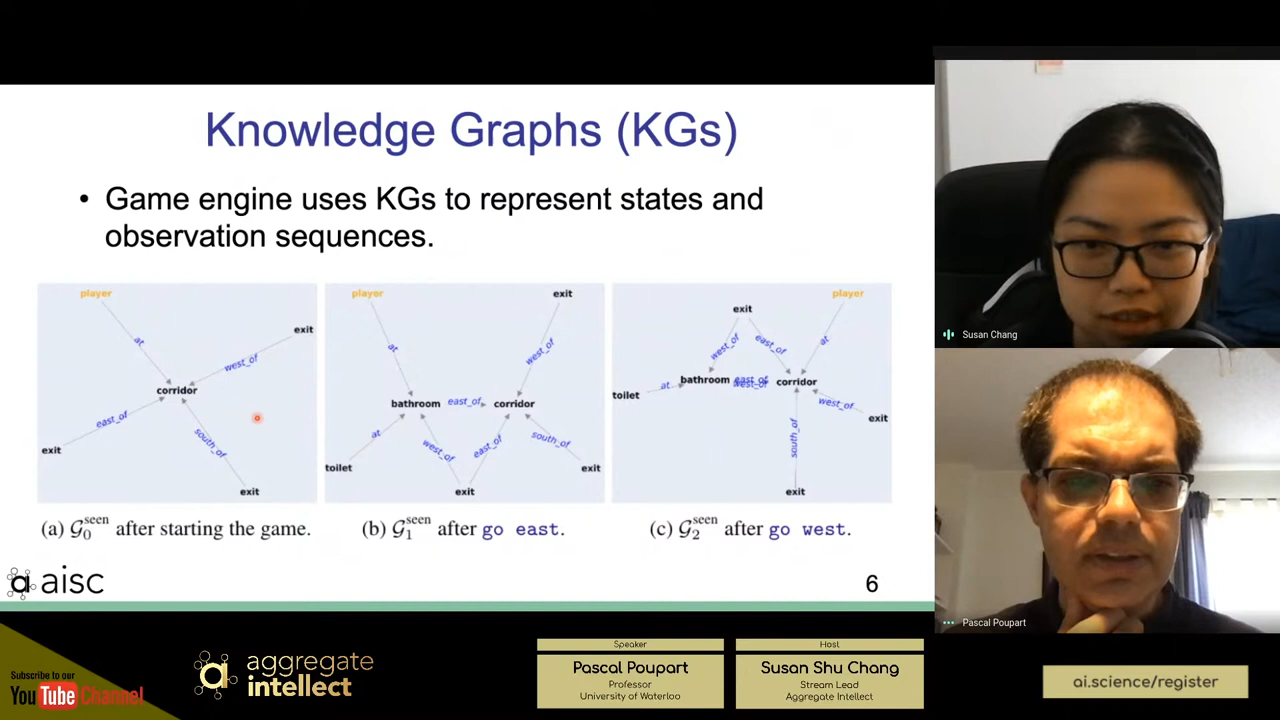 Knowledge Graphs (KGs)
• Game engine uses KGs to represent states and
observation sequences.
player
exit
at
west_of
corridor
east_of
south_of
exit
exit
(a) G₀^seen after starting the game.
player
exit
at
west_of
bathroom
east_of
corridor
at
west_of
east_of
south_of
toilet
exit
exit
(b) G₁^seen after go east.
exit
player
west_of
east_of
at
bathroom
east_of
west_of
corridor
at
toilet
west_of
exit
south_of
exit
(c) G₂^seen after go west.
a aisc
6
Susan Chang
Pascal Poupart
Subscribe to our
YouTube Channel
a aggregate
intellect
Speaker
Pascal Poupart
Professor
University of Waterloo
Host
Susan Shu Chang
Stream Lead
Aggregate Intellect
ai.science/register